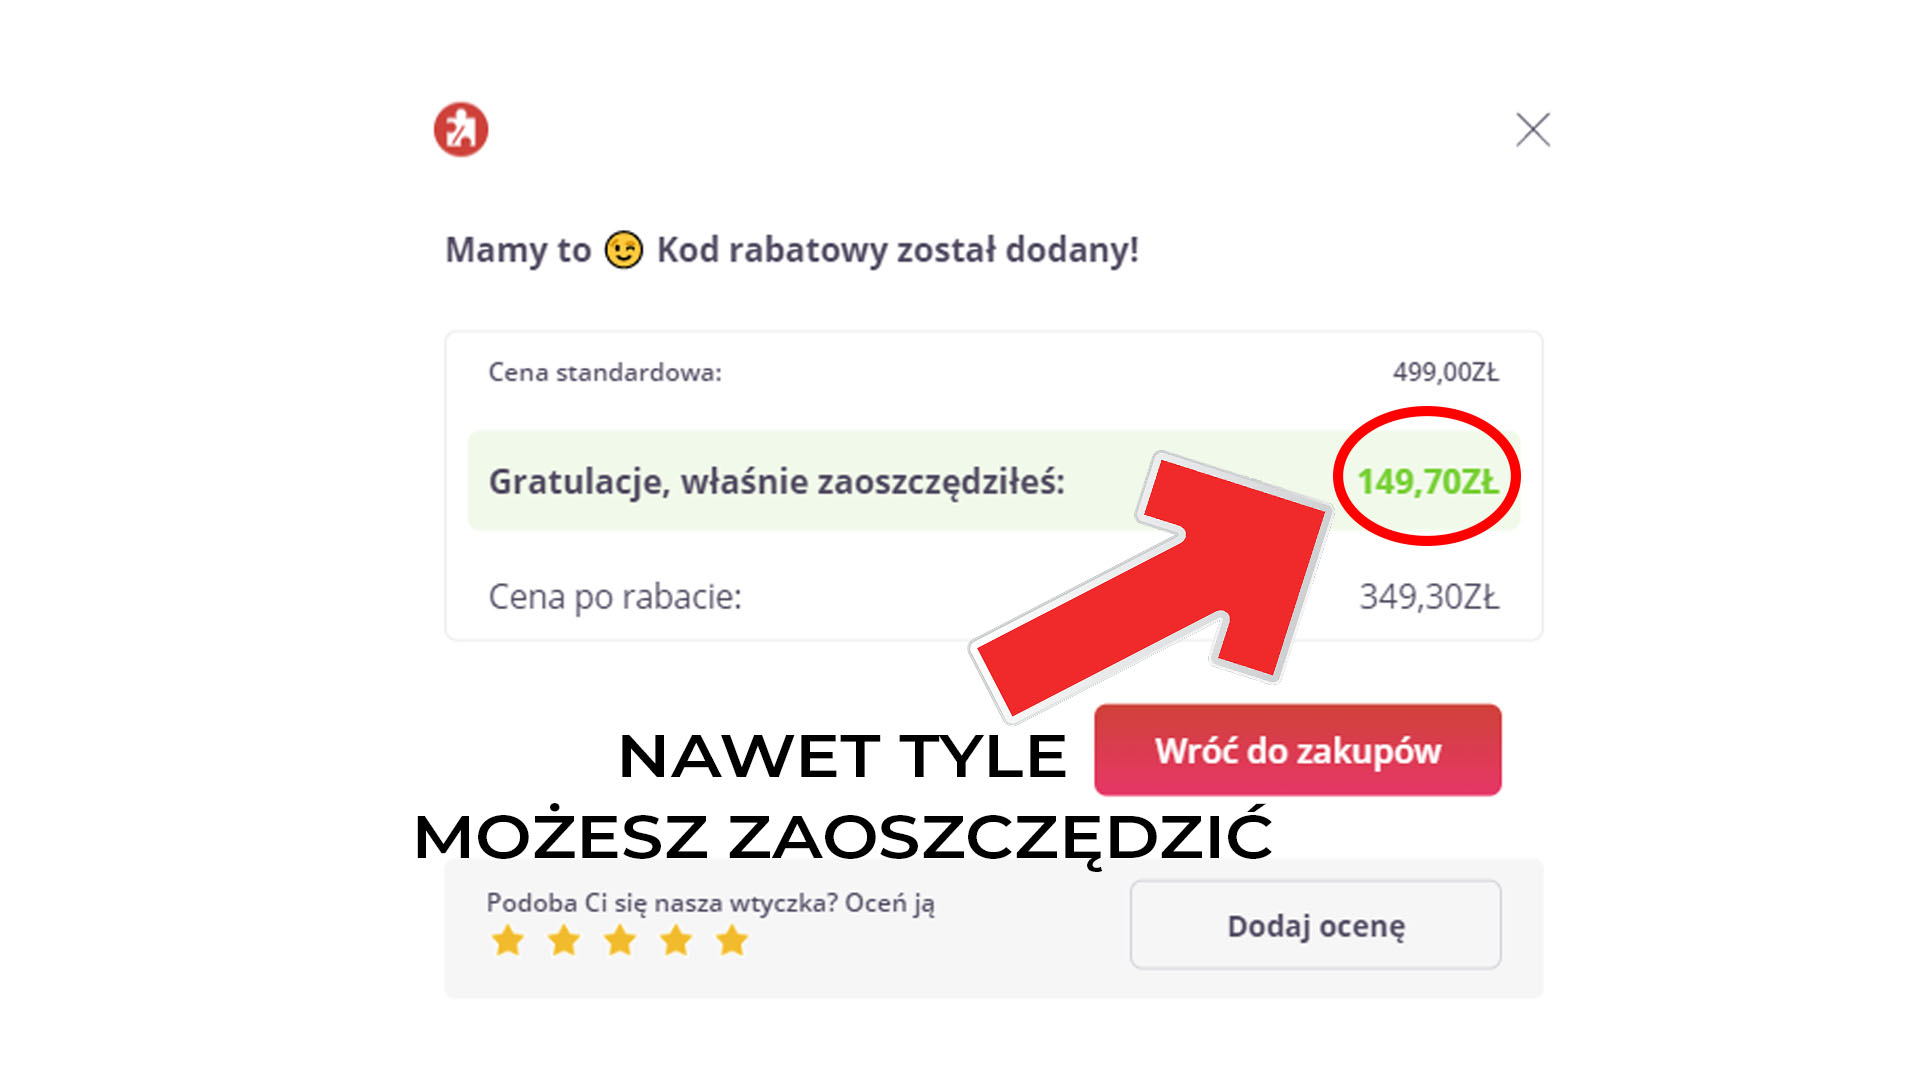 Mamy to 😉 Kod rabatowy został dodany!
Cena standardowa: 499,00ZŁ
Gratulacje, właśnie zaoszczędziłeś: 149,70ZŁ
Cena po rabacie: 349,30ZŁ
Wróć do zakupów
NAWET TYLE
MOŻESZ ZAOSZCZĘDZIĆ
Podoba Ci się nasza wtyczka? Oceń ją
Dodaj ocenę